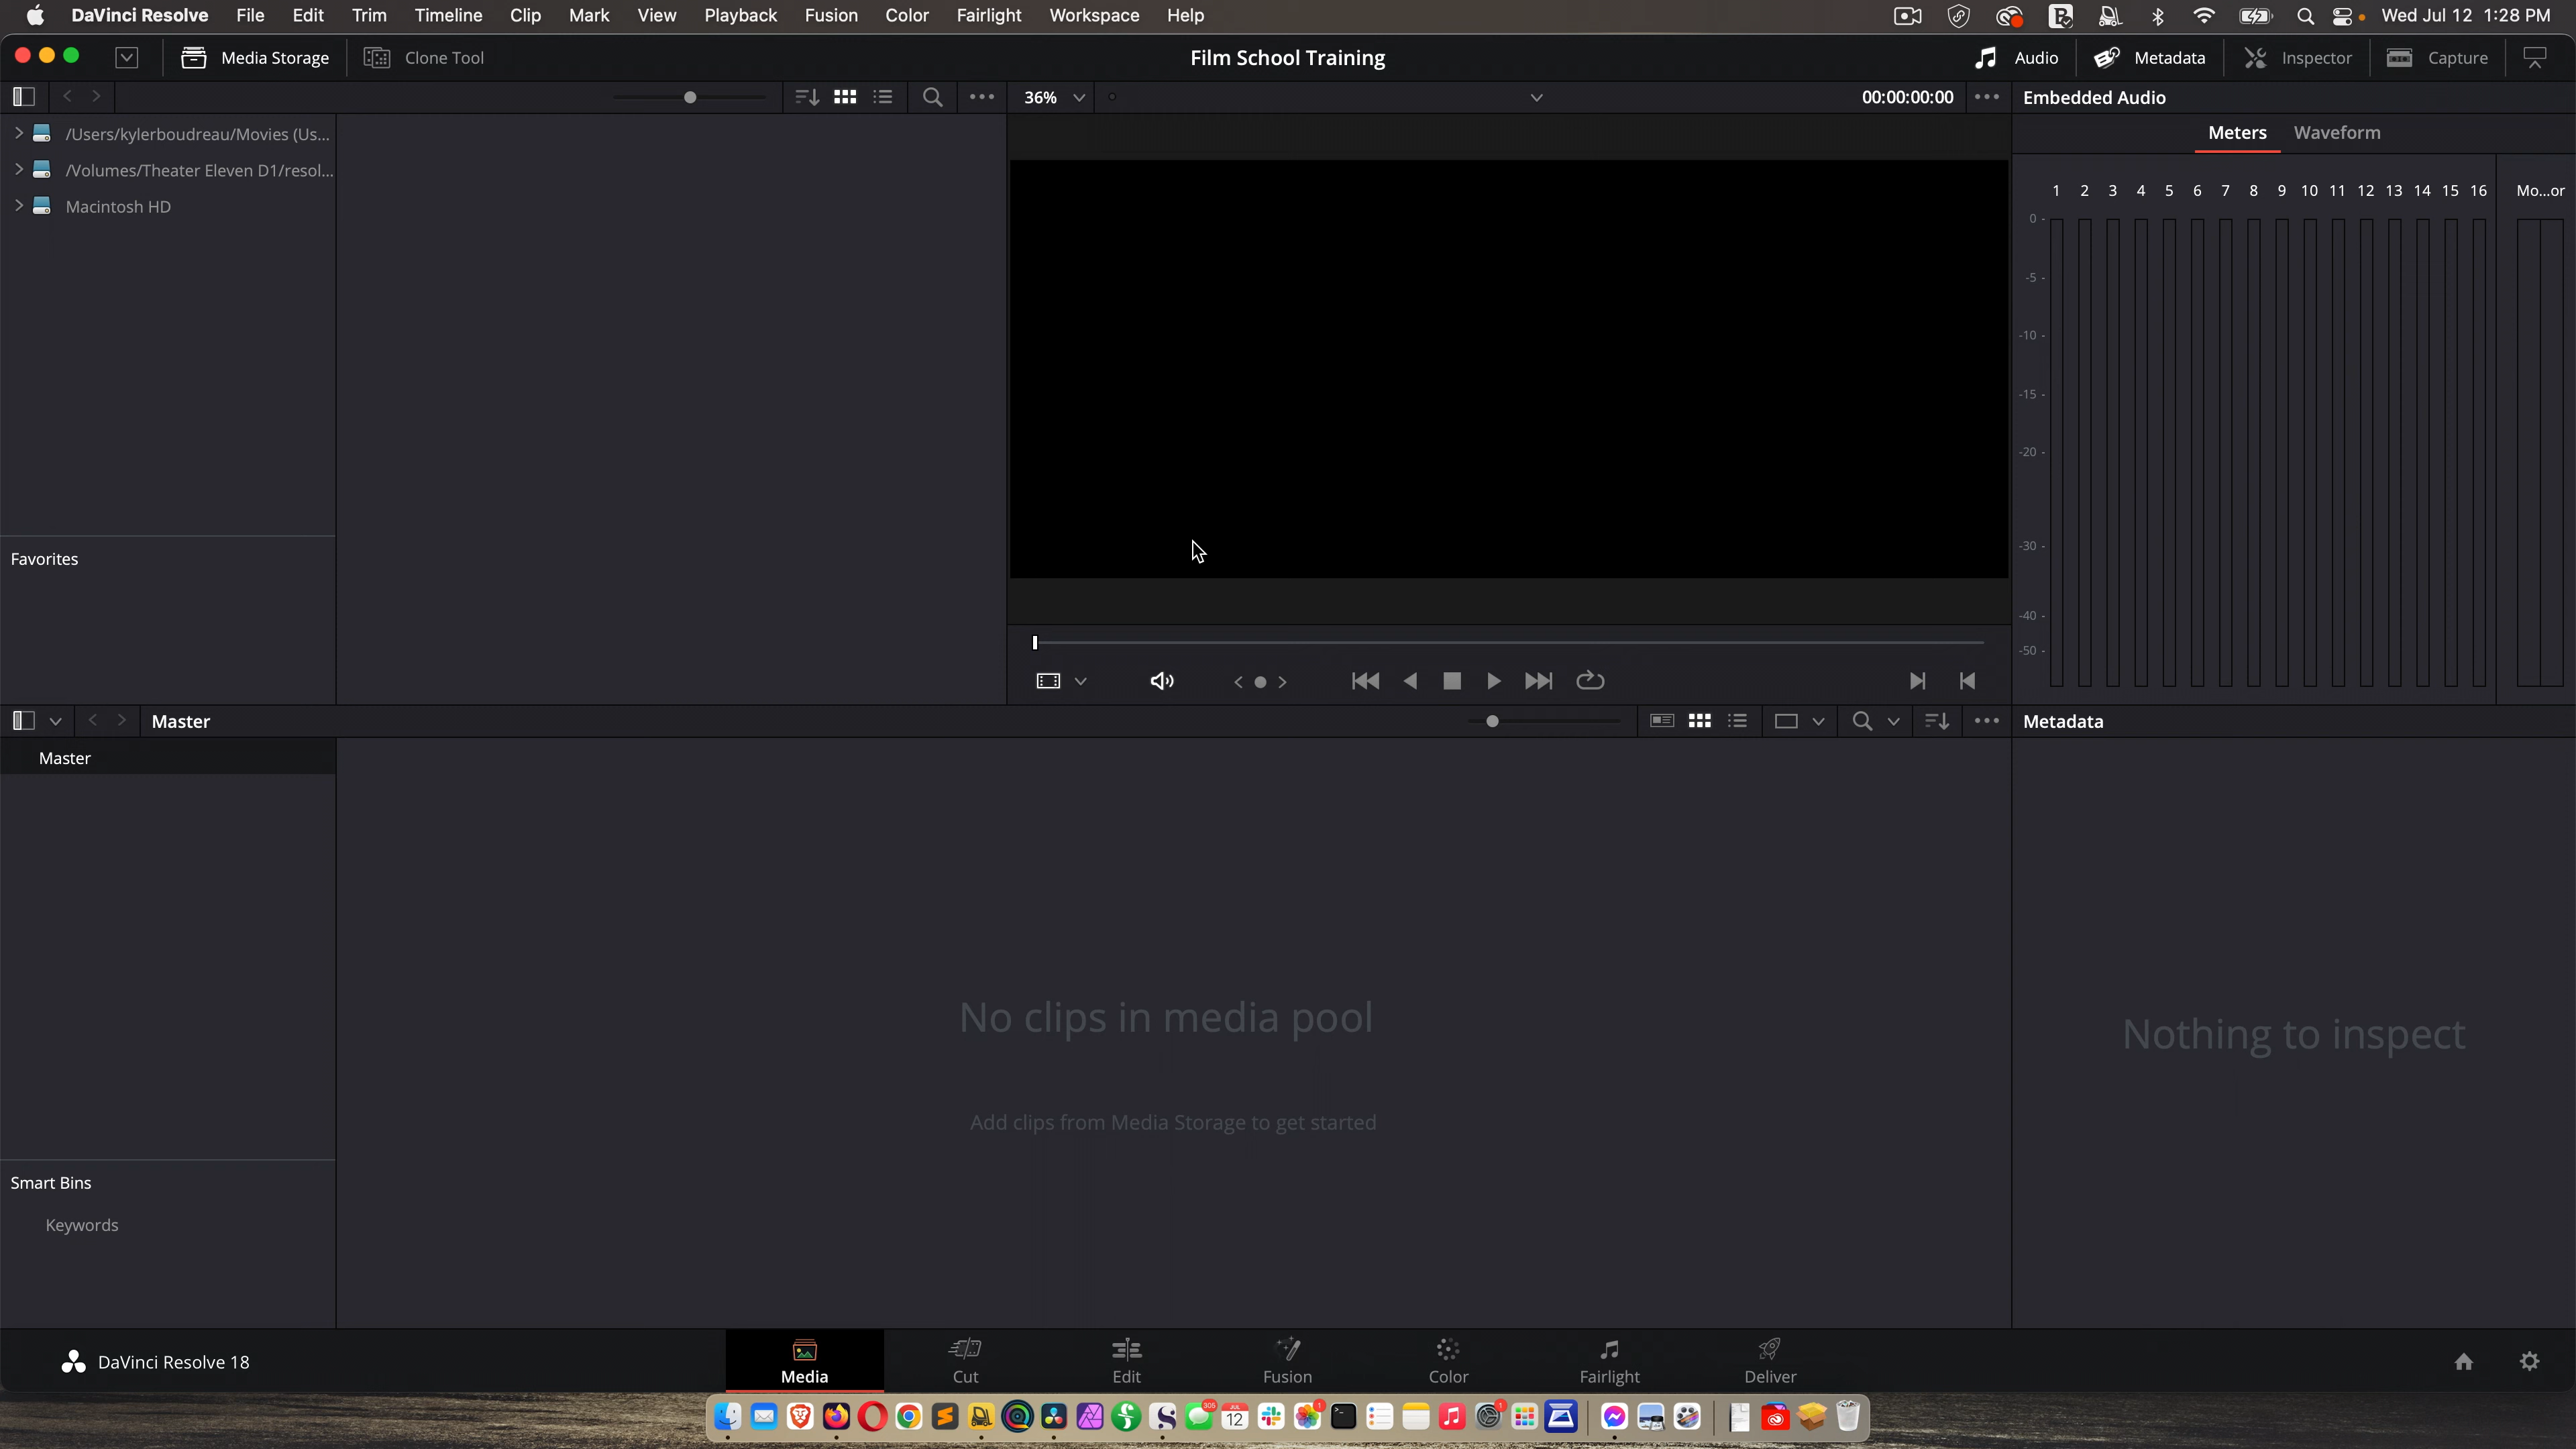 DaVinci Resolve File Edit Trim Timeline Clip Mark View Playback Fusion Color Fairlight Workspace Help Wed Jul 12 1:28 PM
Media Storage Clone Tool Film School Training Audio Metadata Inspector Capture
36% 00:00:00:00 Embedded Audio
/Users/kylerboudreau/Movies (Us... Meters Waveform
/Volumes/Theater Eleven D1/resol...
1 2 3 4 5 6 7 8 9 10 11 12 13 14 15 16 Mo...or
Macintosh HD
0 -
-5 -
-10 -
-15 -
-20 -
-30 -
Favorites
-40 -
-50 -
Master Metadata
Master
No clips in media pool
Nothing to inspect
Add clips from Media Storage to get started
Smart Bins
Keywords
DaVinci Resolve 18 Media Cut Edit Fusion Color Fairlight Deliver
305 JUL 12 1 1